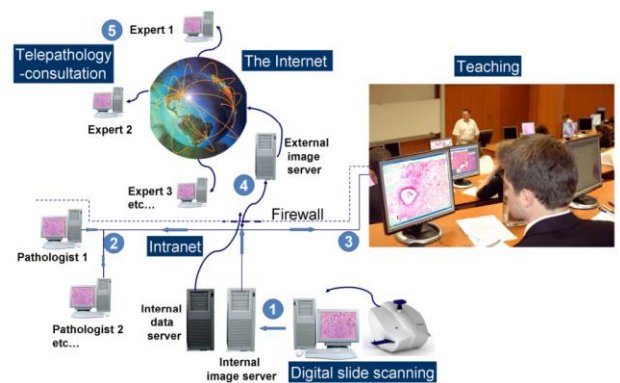 5
Expert 1
Telepathology
-consultation
The Internet
Teaching
Expert 2
External
image
server
Expert 3
etc...
4
Firewall
Pathologist 1
2
Intranet
3
Pathologist 2
etc...
Internal
data
server
1
Internal
image server
Digital slide scanning